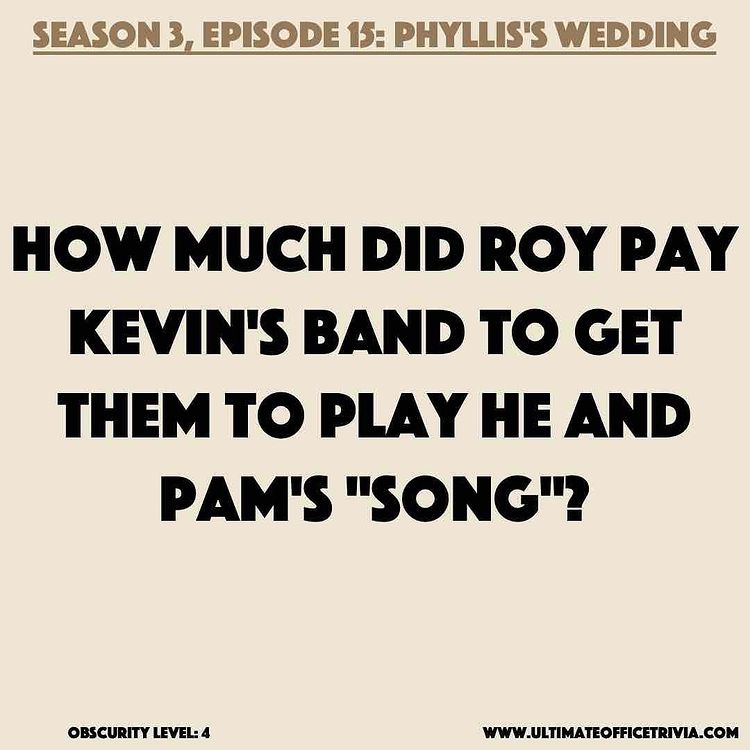 SEASON 3, EPISODE 15: PHYLLIS'S WEDDING
HOW MUCH DID ROY PAY
KEVIN'S BAND TO GET
THEM TO PLAY HE AND
PAM'S "SONG"?
OBSCURITY LEVEL: 4
WWW.ULTIMATEOFFICETRIVIA.COM